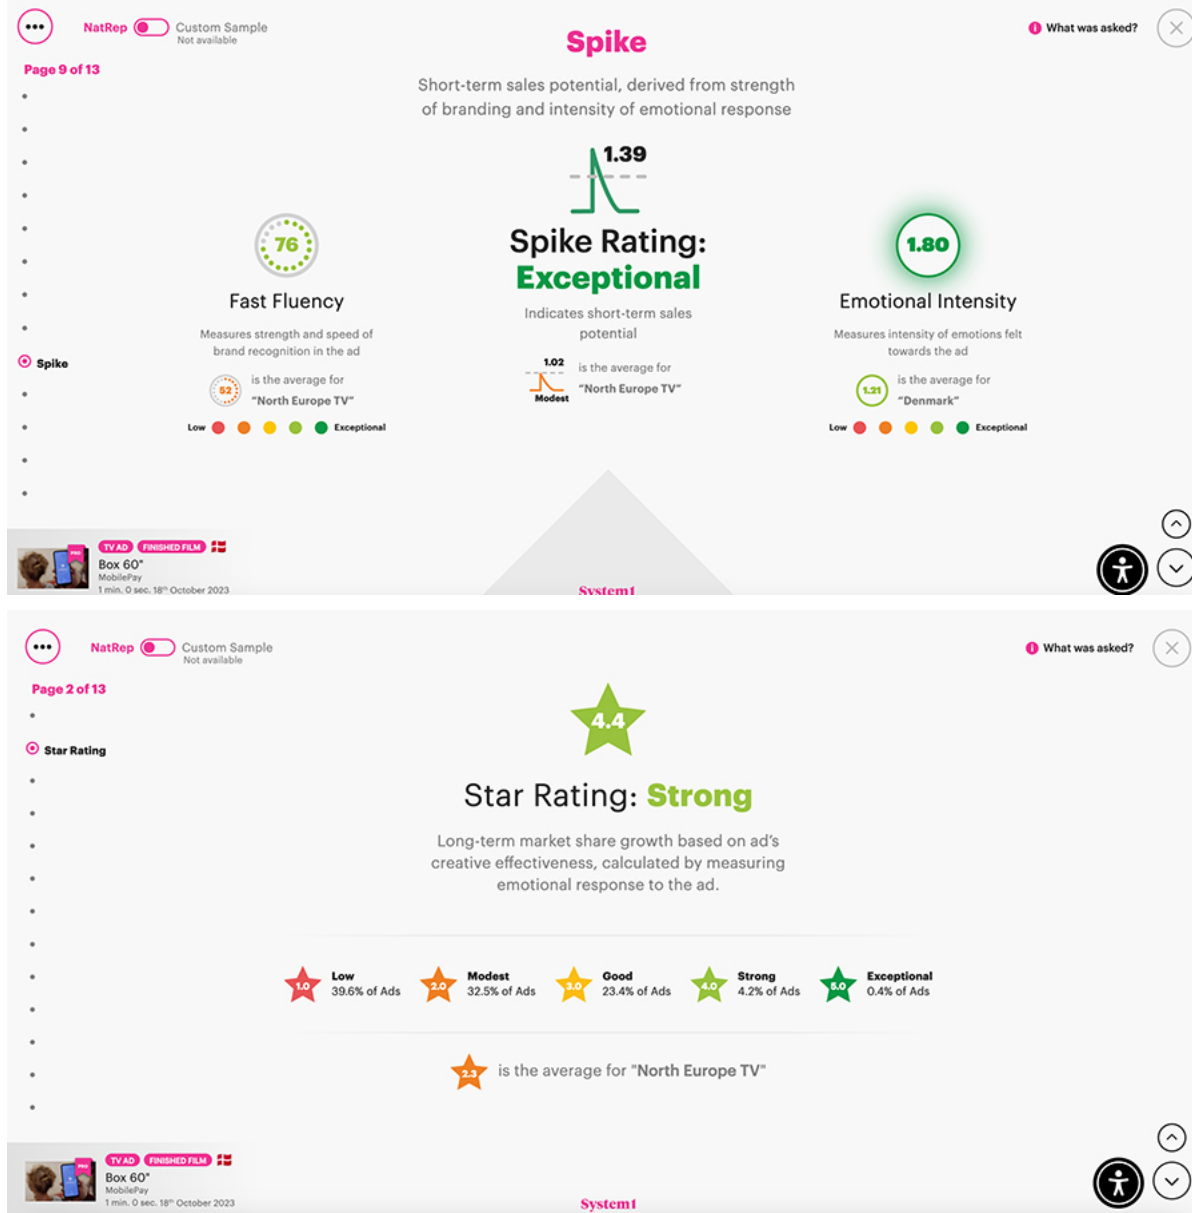 NatRep
Custom Sample
Not available
What was asked?
Page 9 of 13
Spike
Short-term sales potential, derived from strength
of branding and intensity of emotional response
1.39
Spike Rating:
Exceptional
Indicates short-term sales
potential
1.02
Modest
is the average for
"North Europe TV"
76
Fast Fluency
Measures strength and speed of
brand recognition in the ad
52
is the average for
"North Europe TV"
Low
Exceptional
1.80
Emotional Intensity
Measures intensity of emotions felt
towards the ad
1.21
is the average for
"Denmark"
Low
Exceptional
Spike
PRO
TV AD FINISHED FILM
Box 60"
MobilePay
1 min. 0 sec. 18th October 2023
System1
NatRep
Custom Sample
Not available
What was asked?
Page 2 of 13
Star Rating
4.4
Star Rating: Strong
Long-term market share growth based on ad's
creative effectiveness, calculated by measuring
emotional response to the ad.
1.0 Low
39.6% of Ads
2.0 Modest
32.5% of Ads
3.0 Good
23.4% of Ads
4.0 Strong
4.2% of Ads
5.0 Exceptional
0.4% of Ads
2.3 is the average for "North Europe TV"
PRO
TV AD FINISHED FILM
Box 60"
MobilePay
1 min. 0 sec. 18th October 2023
System1